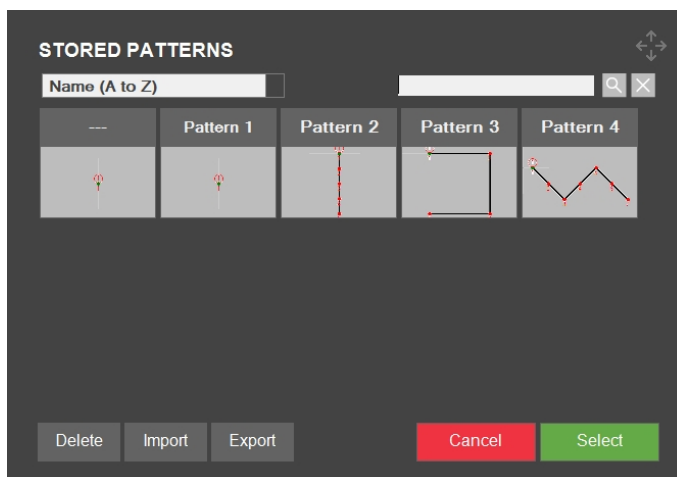 STORED PATTERNS
Name (A to Z)
--- Pattern 1 Pattern 2 Pattern 3 Pattern 4
Delete Import Export Cancel Select